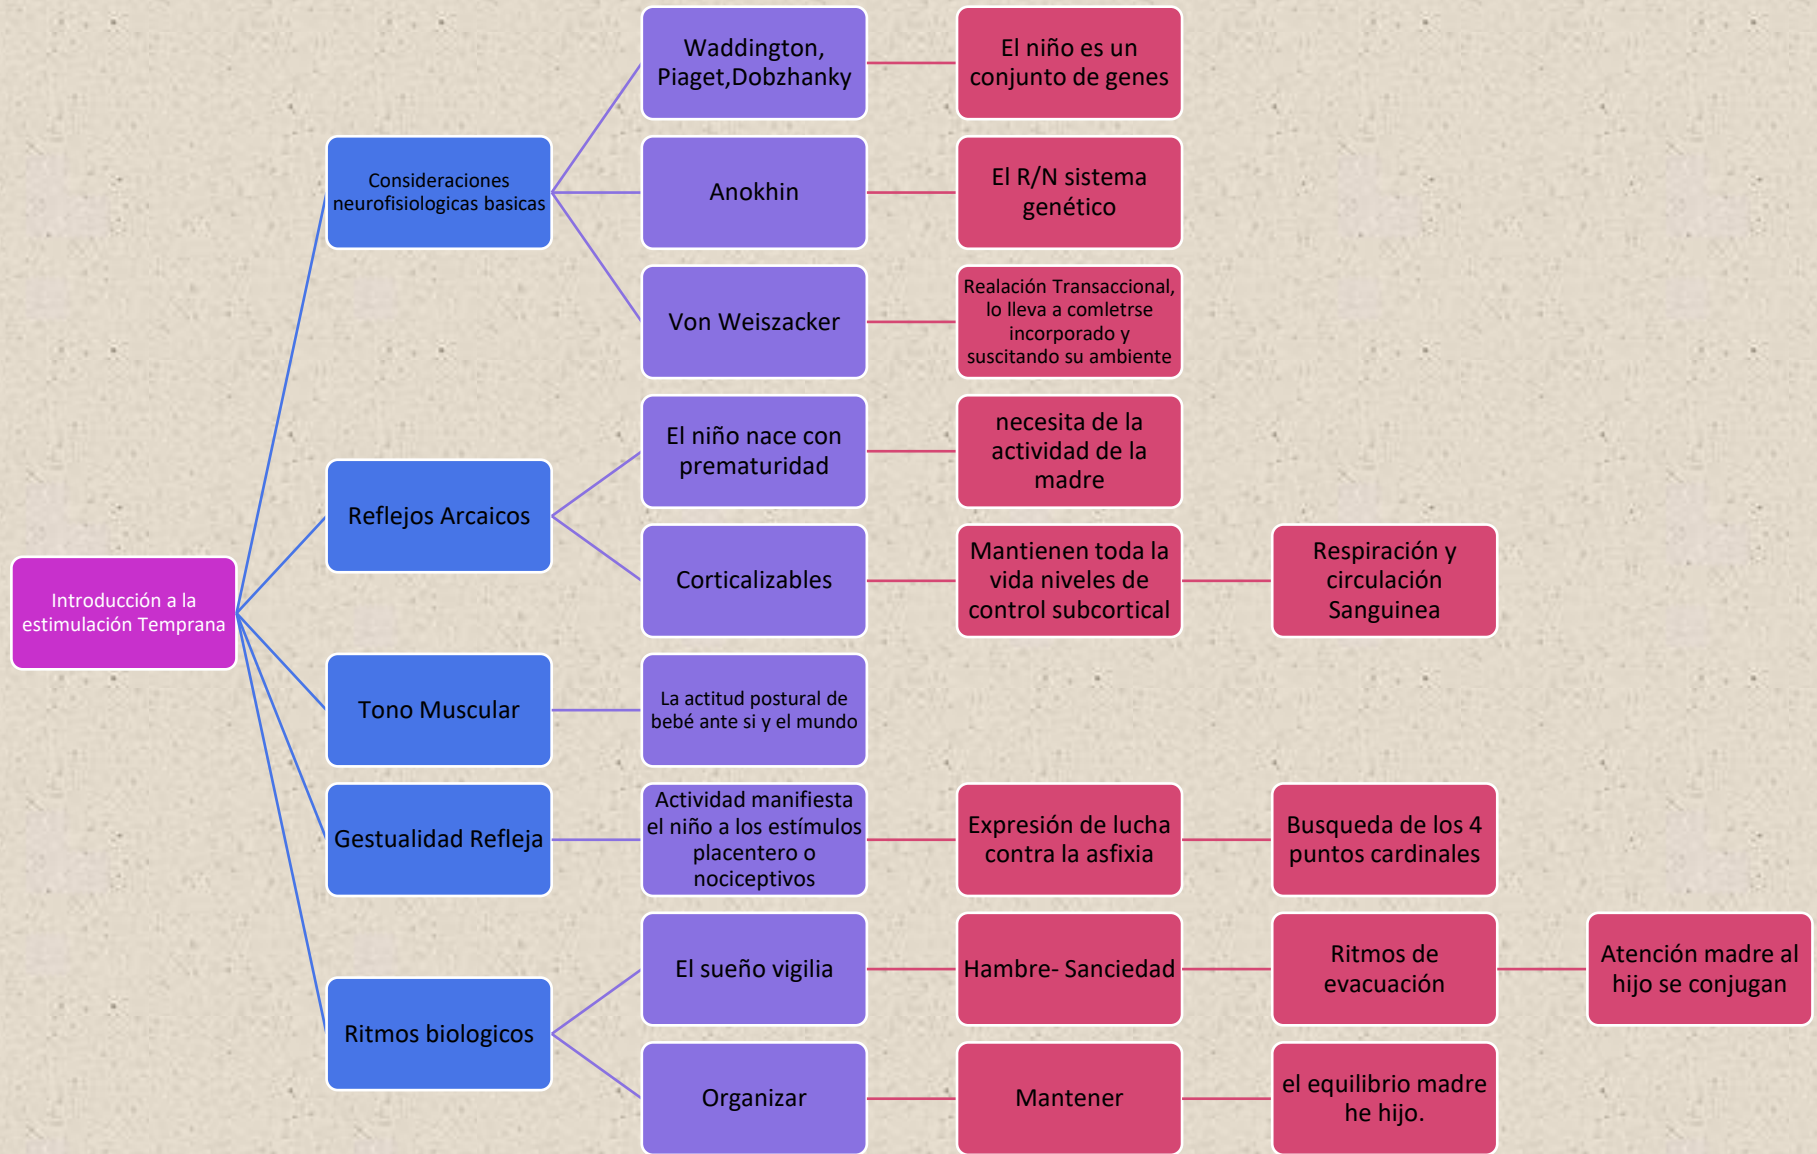 Introducción a la
estimulación Temprana
Consideraciones
neurofisiologicas basicas
Waddington,
Piaget,Dobzhanky
El niño es un
conjunto de genes
Anokhin
El R/N sistema
genético
Von Weiszacker
Realación Transaccional,
lo lleva a comletrse
incorporado y
suscitando su ambiente
Reflejos Arcaicos
El niño nace con
prematuridad
necesita de la
actividad de la
madre
Corticalizables
Mantienen toda la
vida niveles de
control subcortical
Respiración y
circulación
Sanguinea
Tono Muscular
La actitud postural de
bebé ante si y el mundo
Gestualidad Refleja
Actividad manifiesta
el niño a los estímulos
placentero o
nociceptivos
Expresión de lucha
contra la asfixia
Busqueda de los 4
puntos cardinales
Ritmos biologicos
El sueño vigilia
Hambre- Sanciedad
Ritmos de
evacuación
Atención madre al
hijo se conjugan
Organizar
Mantener
el equilibrio madre
he hijo.